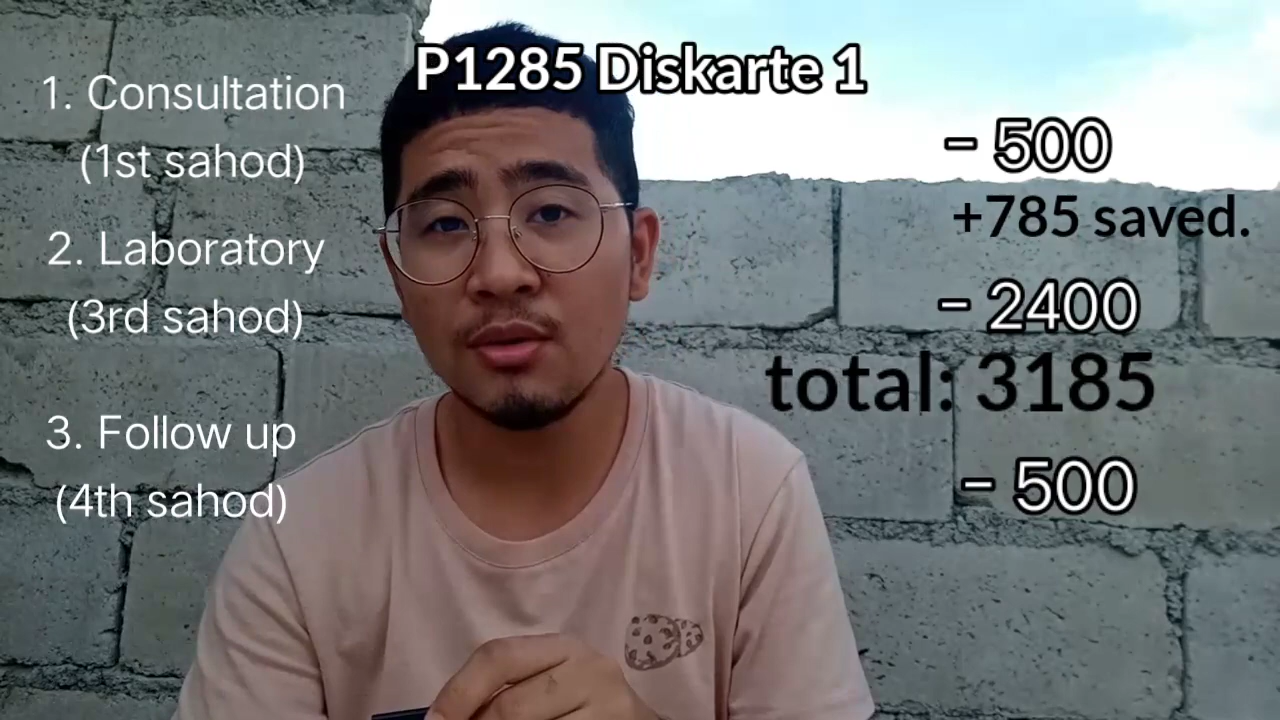 P1285 Diskarte 1
1. Consultation
(1st sahod)
– 500
+785 saved.
2. Laboratory
(3rd sahod)
– 2400
total: 3185
3. Follow up
(4th sahod)
– 500